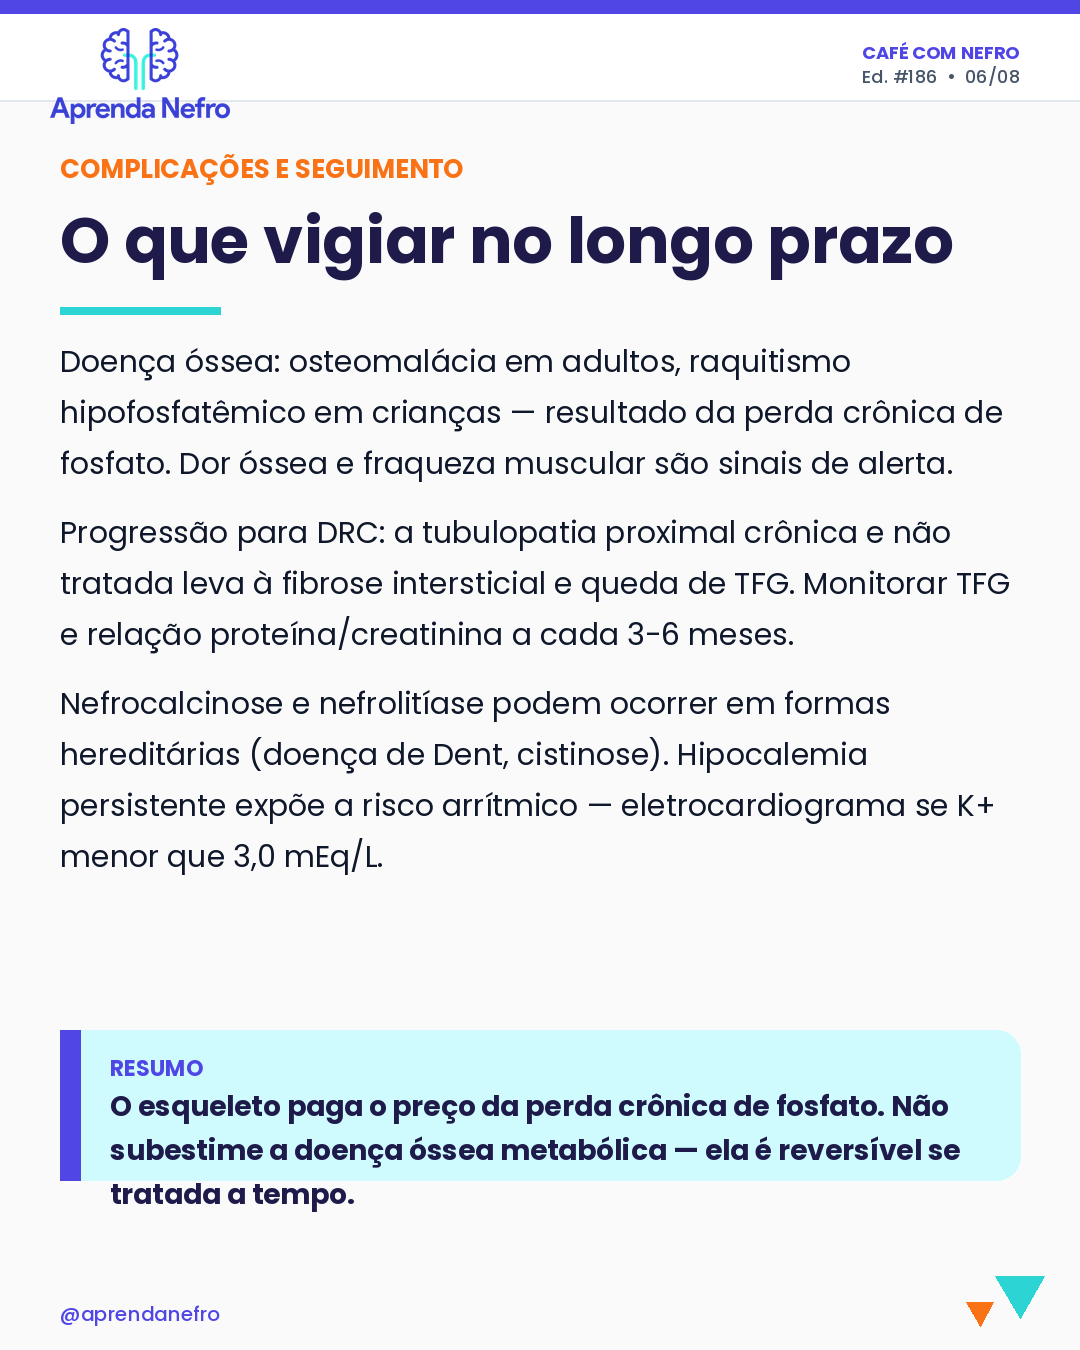 Aprenda Nefro
CAFÉ COM NEFRO
Ed. #186 • 06/08
COMPLICAÇÕES E SEGUIMENTO
O que vigiar no longo prazo
Doença óssea: osteomalácia em adultos, raquitismo
hipofosfatêmico em crianças — resultado da perda crônica de
fosfato. Dor óssea e fraqueza muscular são sinais de alerta.
Progressão para DRC: a tubulopatia proximal crônica e não
tratada leva à fibrose intersticial e queda de TFG. Monitorar TFG
e relação proteína/creatinina a cada 3-6 meses.
Nefrocalcinose e nefrolitíase podem ocorrer em formas
hereditárias (doença de Dent, cistinose). Hipocalemia
persistente expõe a risco arrítmico — eletrocardiograma se K+
menor que 3,0 mEq/L.
RESUMO
O esqueleto paga o preço da perda crônica de fosfato. Não
subestime a doença óssea metabólica — ela é reversível se
tratada a tempo.
@aprendanefro